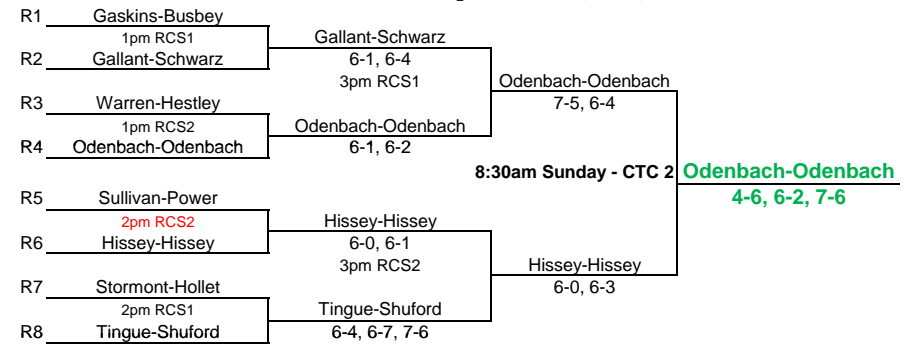 R1 Gaskins-Busbey
1pm RCS1
Gallant-Schwarz
R2 Gallant-Schwarz
6-1, 6-4
3pm RCS1
Odenbach-Odenbach
R3 Warren-Hestley
7-5, 6-4
1pm RCS2
Odenbach-Odenbach
R4 Odenbach-Odenbach
6-1, 6-2
8:30am Sunday - CTC 2
Odenbach-Odenbach
4-6, 6-2, 7-6
R5 Sullivan-Power
2pm RCS2
Hissey-Hissey
R6 Hissey-Hissey
6-0, 6-1
3pm RCS2
Hissey-Hissey
R7 Stormont-Hollet
6-0, 6-3
2pm RCS1
Tingue-Shuford
R8 Tingue-Shuford
6-4, 6-7, 7-6